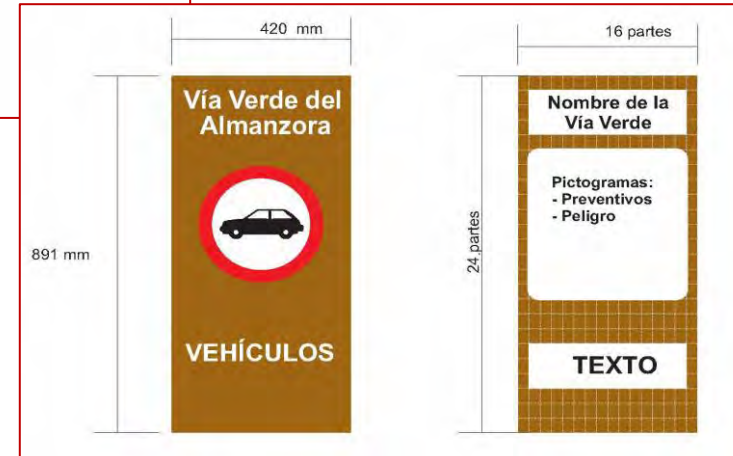 420 mm
16 partes
Vía Verde del
Almanzora
Nombre de la
Vía Verde
Pictogramas:
- Preventivos
- Peligro
891 mm
24 partes
VEHÍCULOS
TEXTO